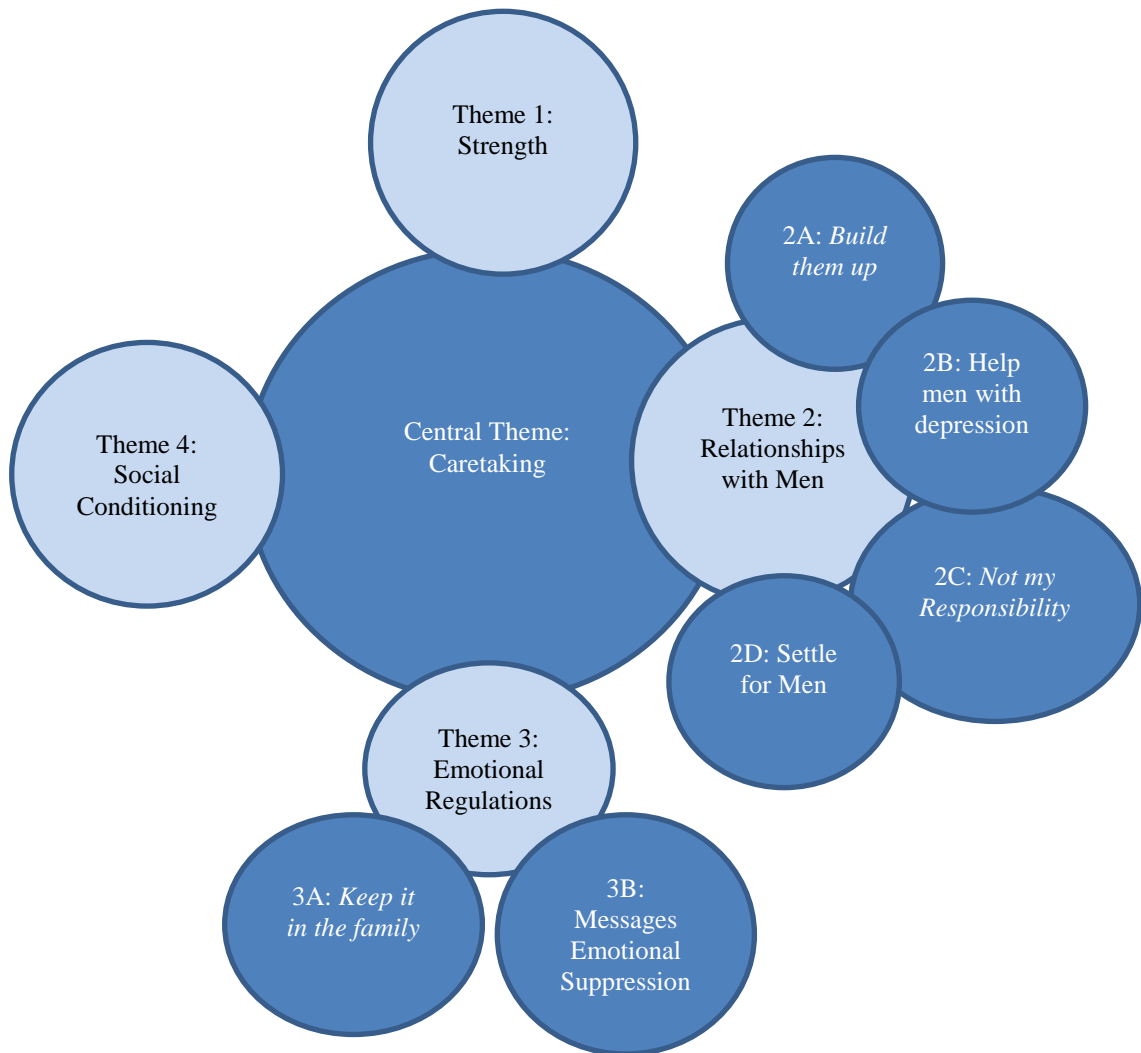 Theme 1:
Strength
2A: Build
them up
2B: Help
men with
depression
Central Theme:
Caretaking
Theme 2:
Relationships
with Men
Theme 4:
Social
Conditioning
2C: Not my
Responsibility
2D: Settle
for Men
Theme 3:
Emotional
Regulations
3A: Keep it
in the family
3B:
Messages
Emotional
Suppression